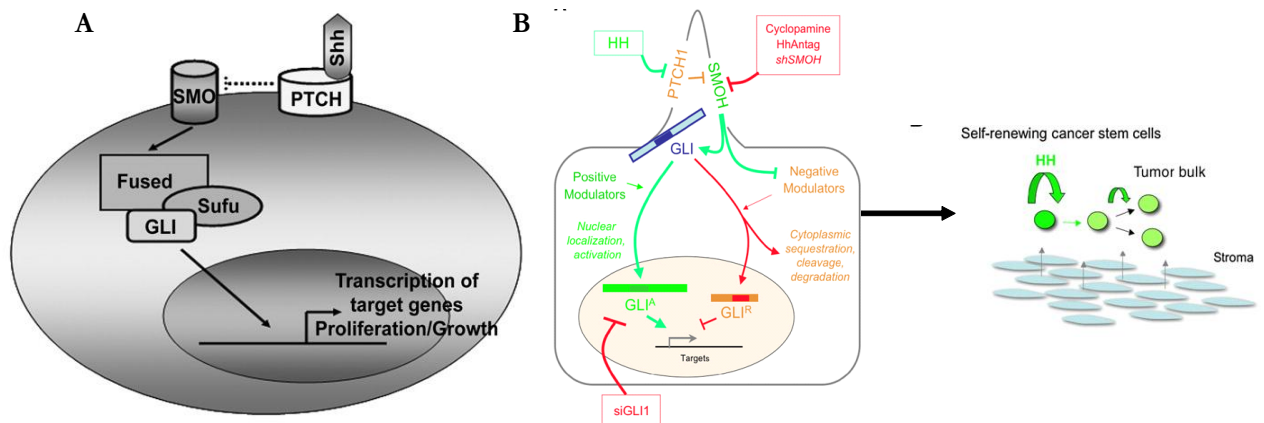 A
Shh
SMO
PTCH
Fused
Sufu
GLI
Transcription of
target genes
Proliferation/Growth
B
HH
PTCH1
SMOH
Cyclopamine
HhAntag
shSMOH
GLI
Positive
Modulators
Negative
Modulators
Nuclear
localization,
activation
Cytoplasmic
sequestration,
cleavage,
degradation
GLIᴬ
GLIᴿ
Targets
siGLI1
Self-renewing cancer stem cells
HH
Tumor bulk
Stroma